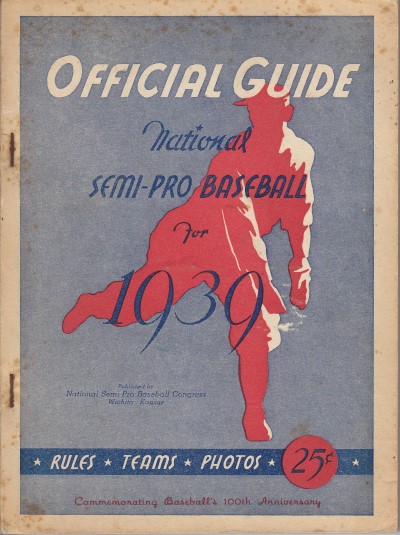 OFFICIAL GUIDE
National
SEMI-PRO BASEBALL
For
1939
Published by
National Semi Pro Baseball Congress
Wichita - Kansas
★ RULES ★ TEAMS ★ PHOTOS ★ 25¢ ★
Commemorating Baseball's 100th Anniversary